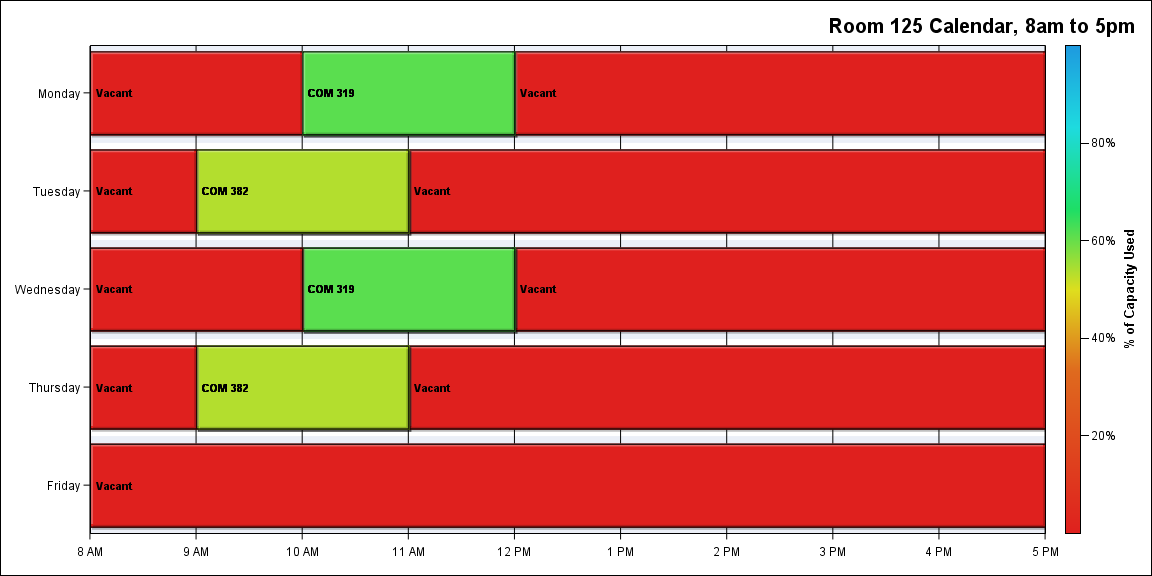 Room 125 Calendar, 8am to 5pm
Monday Vacant COM 319 Vacant
80%
Tuesday Vacant COM 382 Vacant
60%
Wednesday Vacant COM 319 Vacant
% of Capacity Used
40%
Thursday Vacant COM 382 Vacant
20%
Friday Vacant
8 AM 9 AM 10 AM 11 AM 12 PM 1 PM 2 PM 3 PM 4 PM 5 PM